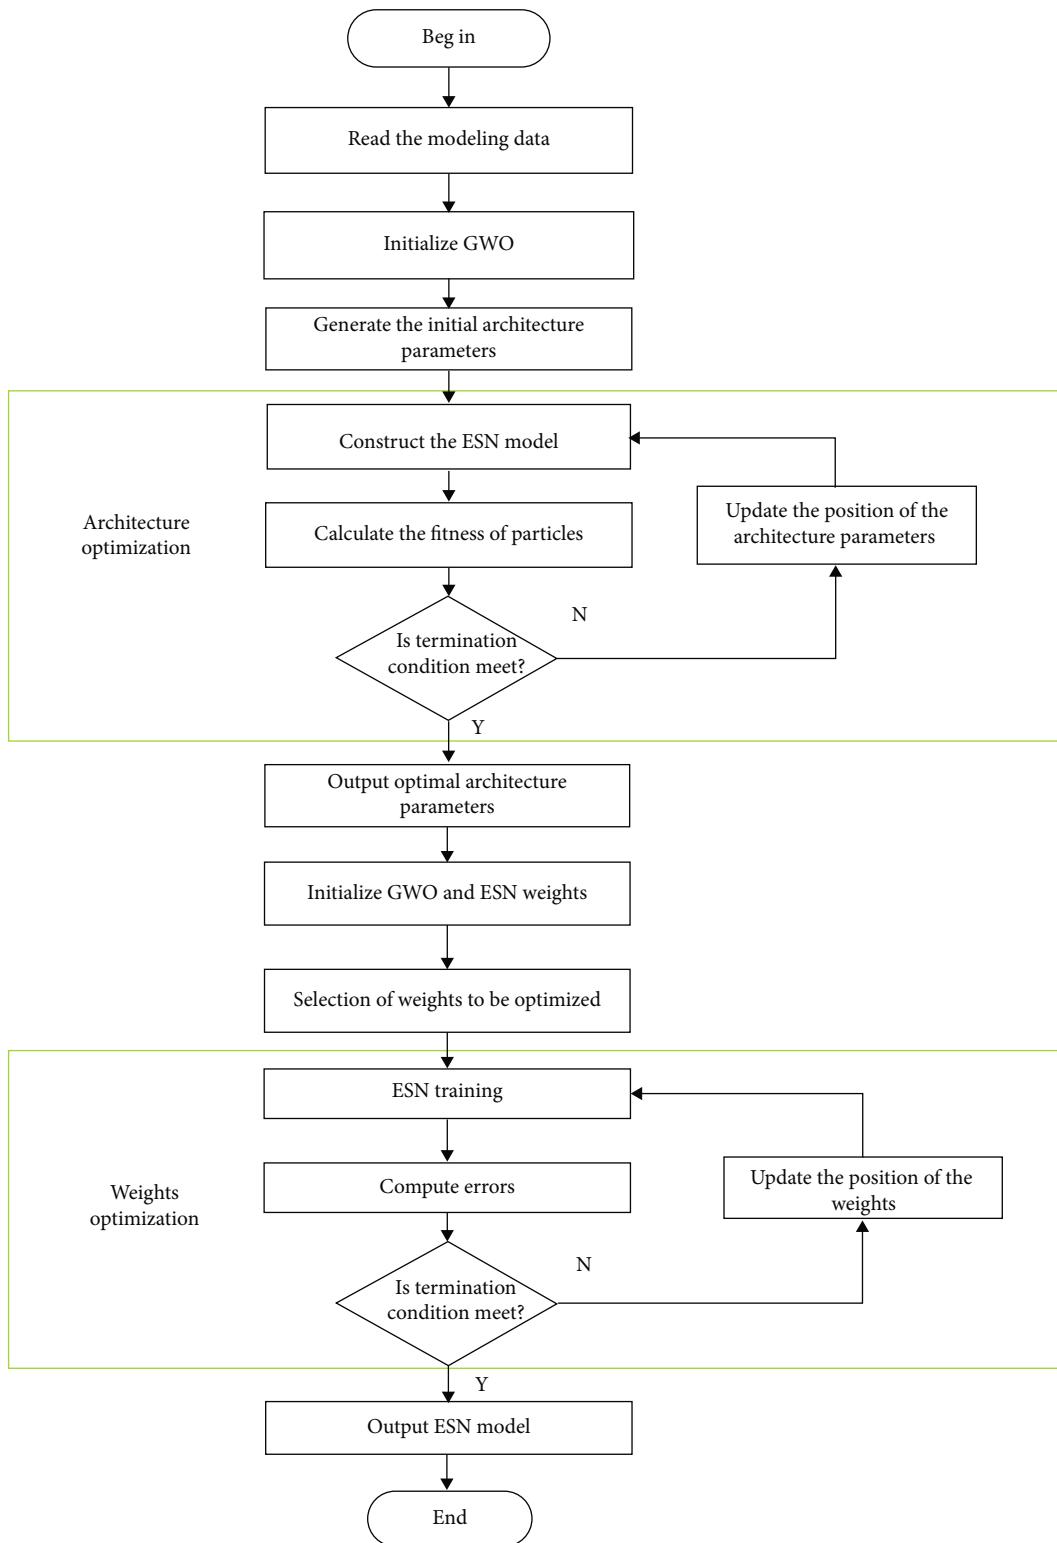 Beg in
Read the modeling data
Initialize GWO
Generate the initial architecture
parameters
Construct the ESN model
Update the position of the
architecture parameters
Architecture
optimization
Calculate the fitness of particles
N
Is termination
condition meet?
Y
Output optimal architecture
parameters
Initialize GWO and ESN weights
Selection of weights to be optimized
ESN training
Update the position of the
weights
Weights
optimization
Compute errors
N
Is termination
condition meet?
Y
Output ESN model
End